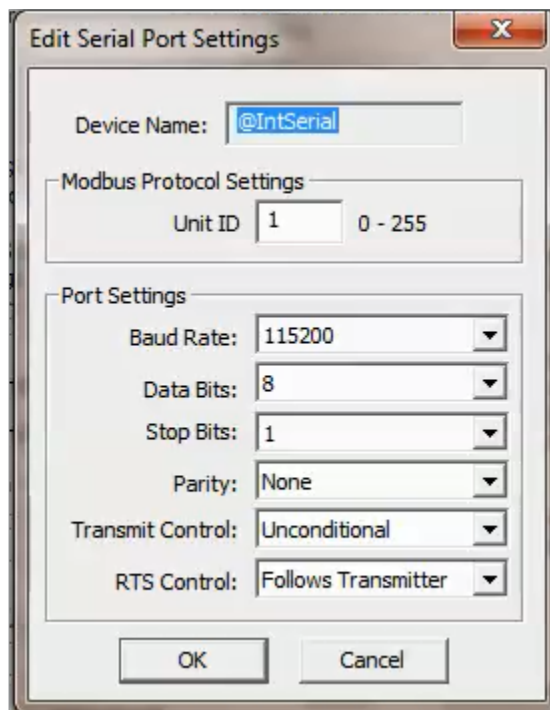 Edit Serial Port Settings
X
Device Name: @IntSerial
Modbus Protocol Settings
Unit ID 1 0 - 255
Port Settings
Baud Rate: 115200
Data Bits: 8
Stop Bits: 1
Parity: None
Transmit Control: Unconditional
RTS Control: Follows Transmitter
OK Cancel